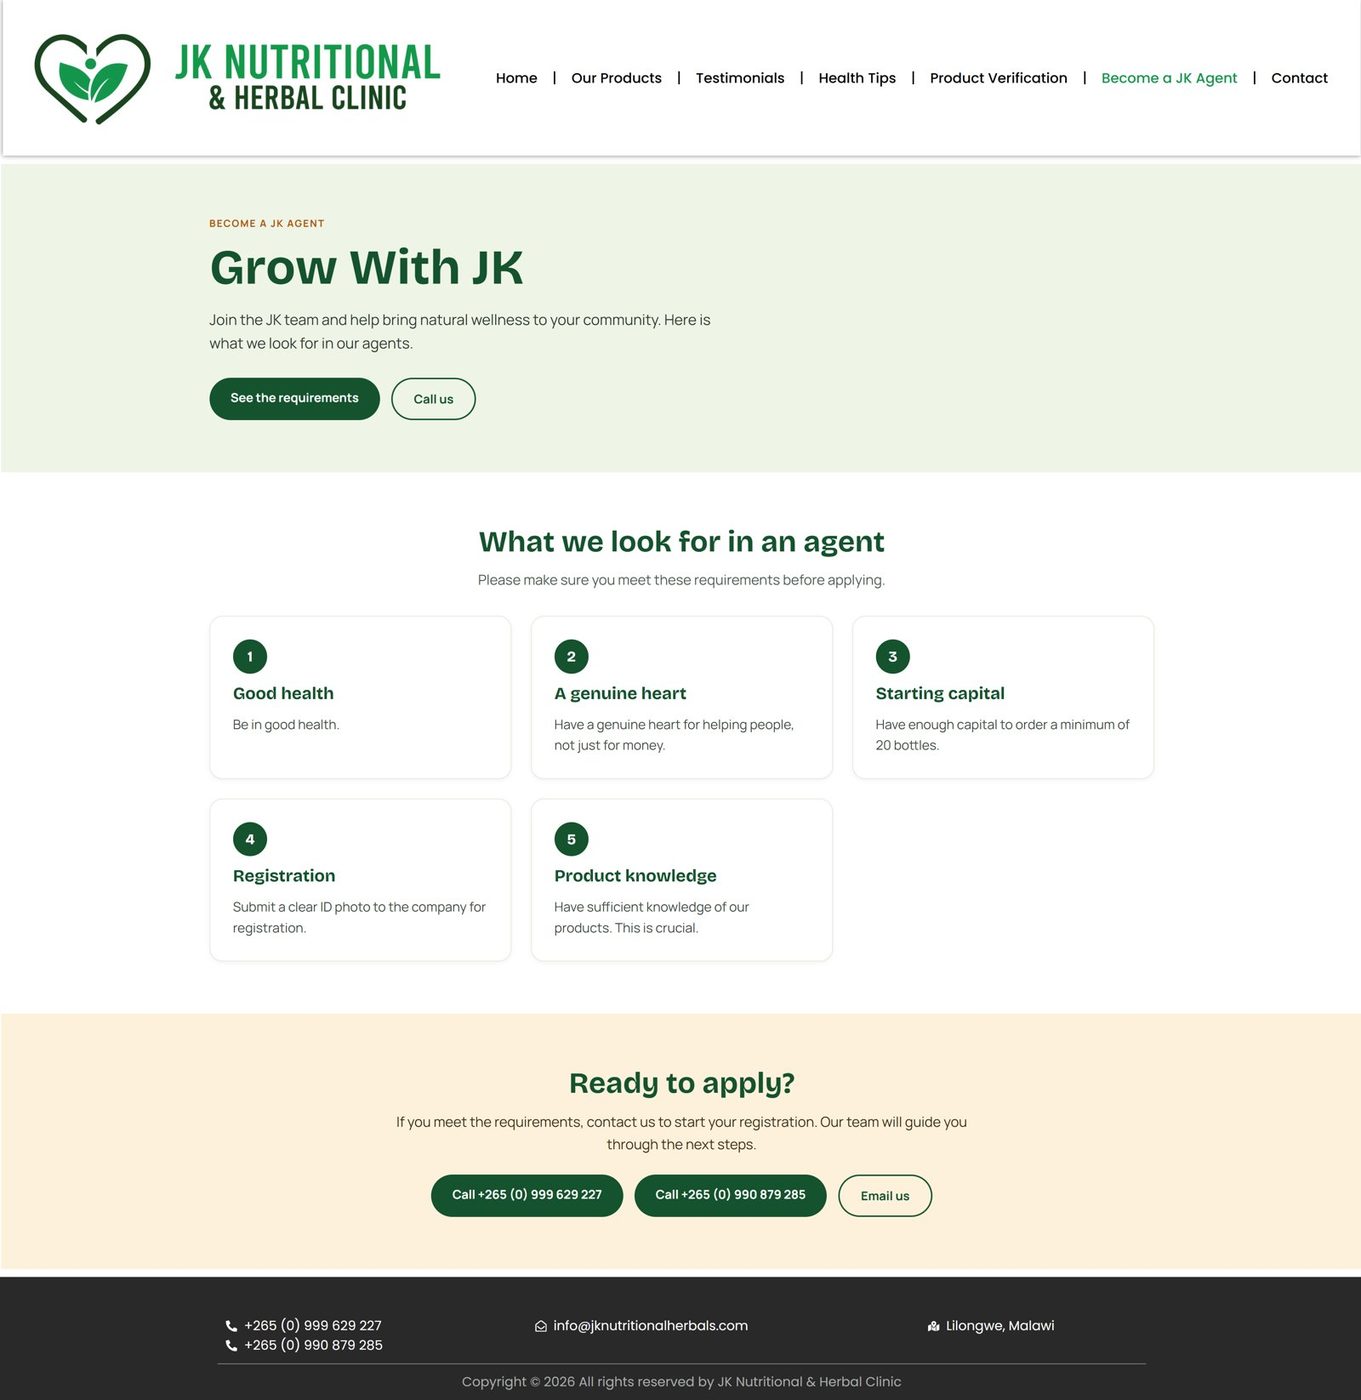 JK NUTRITIONAL
& HERBAL CLINIC
Home | Our Products | Testimonials | Health Tips | Product Verification | Become a JK Agent | Contact
BECOME A JK AGENT
Grow With JK
Join the JK team and help bring natural wellness to your community. Here is
what we look for in our agents.
See the requirements
Call us
What we look for in an agent
Please make sure you meet these requirements before applying.
1
Good health
Be in good health.
2
A genuine heart
Have a genuine heart for helping people,
not just for money.
3
Starting capital
Have enough capital to order a minimum of
20 bottles.
4
Registration
Submit a clear ID photo to the company for
registration.
5
Product knowledge
Have sufficient knowledge of our
products. This is crucial.
Ready to apply?
If you meet the requirements, contact us to start your registration. Our team will guide you
through the next steps.
Call +265 (0) 999 629 227
Call +265 (0) 990 879 285
Email us
+265 (0) 999 629 227
+265 (0) 990 879 285
info@jknutritionalherbals.com
Lilongwe, Malawi
Copyright © 2026 All rights reserved by JK Nutritional & Herbal Clinic